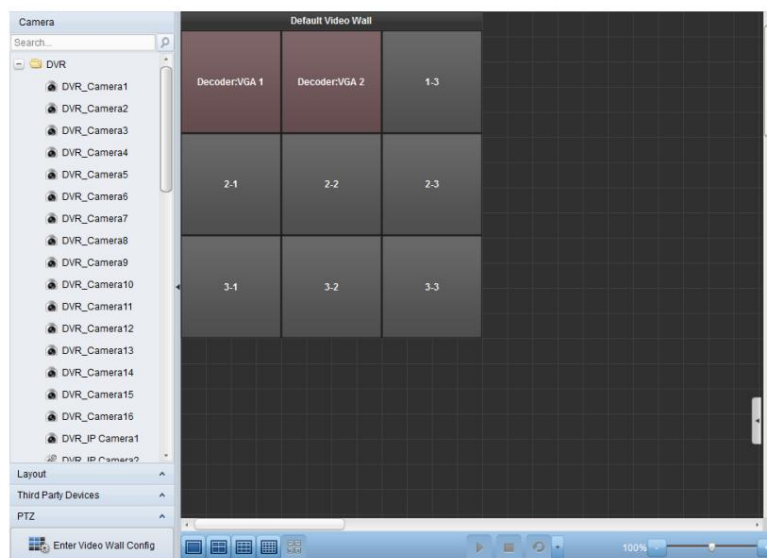 Camera
Search...
DVR
DVR_Camera1
DVR_Camera2
DVR_Camera3
DVR_Camera4
DVR_Camera5
DVR_Camera6
DVR_Camera7
DVR_Camera8
DVR_Camera9
DVR_Camera10
DVR_Camera11
DVR_Camera12
DVR_Camera13
DVR_Camera14
DVR_Camera15
DVR_Camera16
DVR_IP Camera1
DVR_IP Camera2
Layout
Third Party Devices
PTZ
Enter Video Wall Config
Default Video Wall
Decoder:VGA 1
Decoder:VGA 2
1-3
2-1
2-2
2-3
3-1
3-2
3-3
100%